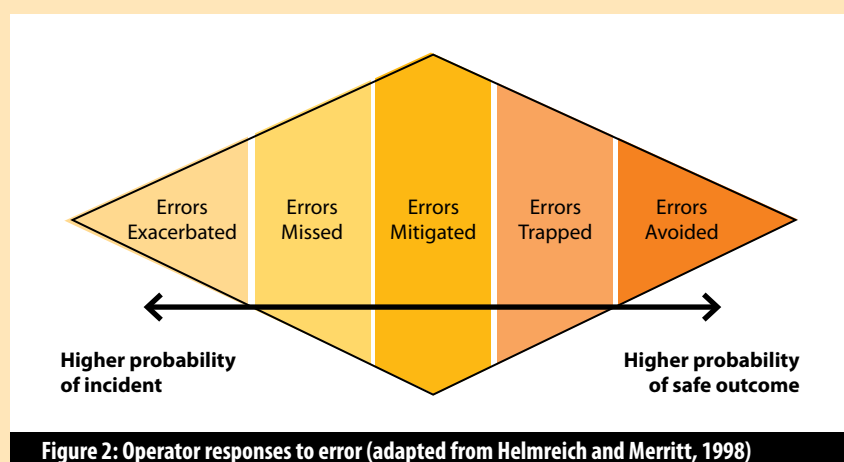 Errors
Exacerbated
Errors
Missed
Errors
Mitigated
Errors
Trapped
Errors
Avoided
Higher probability
of incident
Higher probability
of safe outcome
Figure 2: Operator responses to error (adapted from Helmreich and Merritt, 1998)